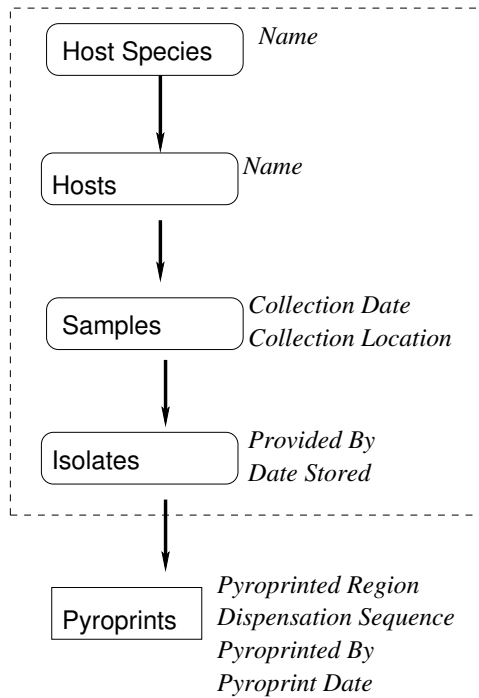 Host Species
Name
Hosts
Name
Samples
Collection Date
Collection Location
Isolates
Provided By
Date Stored
Pyroprints
Pyroprinted Region
Dispensation Sequence
Pyroprinted By
Pyroprint Date